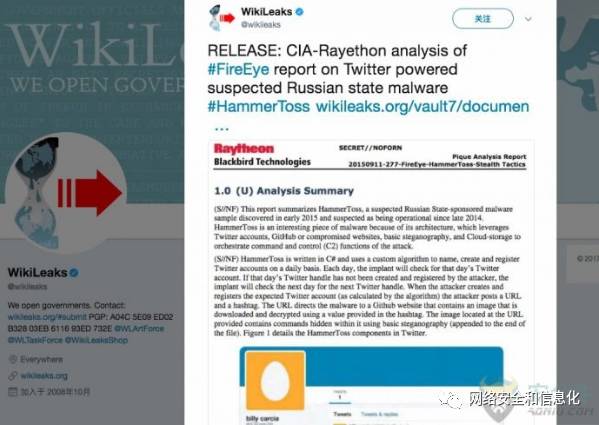 WikiLeaks
@wikileaks
关注
RELEASE: CIA-Rayethon analysis of
#FireEye report on Twitter powered
suspected Russian state malware
#HammerToss wikileaks.org/vault7/documen
...
WikiLeaks
WE OPEN GOVERNM
Raytheon
Blackbird Technologies
SECRET//NOFORN
Pique Analysis Report
20150911-277-FireEye-HammerToss-Stealth Tactics
1.0 (U) Analysis Summary
(S//NF) This report summarizes HammerToss, a suspected Russian State-sponsored malware
sample discovered in early 2015 and suspected as being operational since late 2014.
HammerToss is an interesting piece of malware because of its architecture, which leverages
Twitter accounts, GitHub or compromised websites, basic steganography, and Cloud-storage to
orchestrate command and control (C2) functions of the attack.
(S//NF) HammerToss is written in C# and uses a custom algorithm to name, create and register
Twitter accounts on a daily basis. Each day, the implant will check for that day's Twitter
Account. If that day's Twitter handle has not been created and registered by the attacker, the
implant will check the next day for the next Twitter handle. When the attacker creates and
registers the expected Twitter account (as calculated by the algorithm) the attacker posts a URL
and a hashtag. The URL directs the malware to a Github website that contains an image that is
downloaded and decrypted using a value provided in the hashtag. The image located at the URL
provided contains commands hidden within it using basic steganography (appended to the end of
the file). Figure 1 details the HammerToss components in Twitter.
WikiLeaks
@wikileaks
We open governments. Contact:
wikileaks.org/#submit PGP: A04C 5E09 ED02
B328 03EB 6116 93ED 732E @WLArtForce
@WLTaskForce @WikiLeaksShop
Everywhere
wikileaks.org
加入于 2008年10月
TWEETS
1
billy carcia
Tweets
Tweets & replies
网络安全和信息化